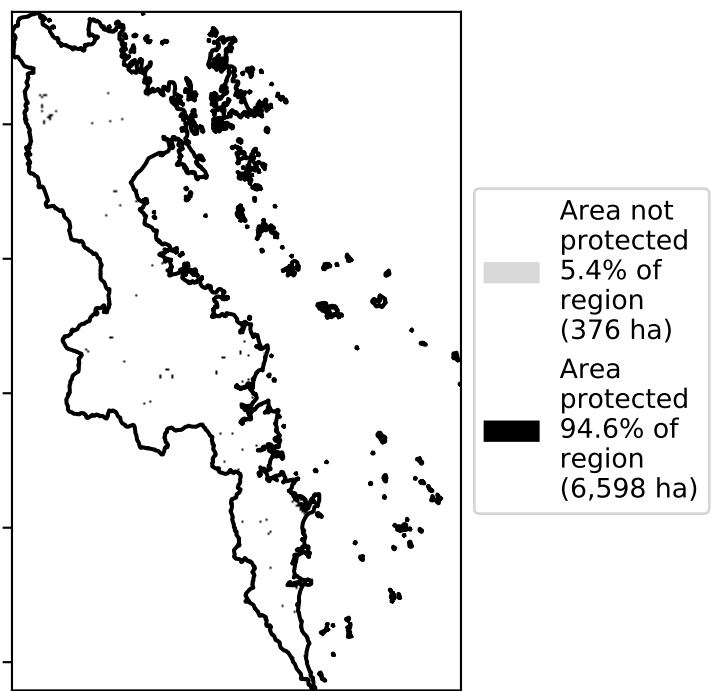 Area not
protected
5.4% of
region
(376 ha)
Area
protected
94.6% of
region
(6,598 ha)